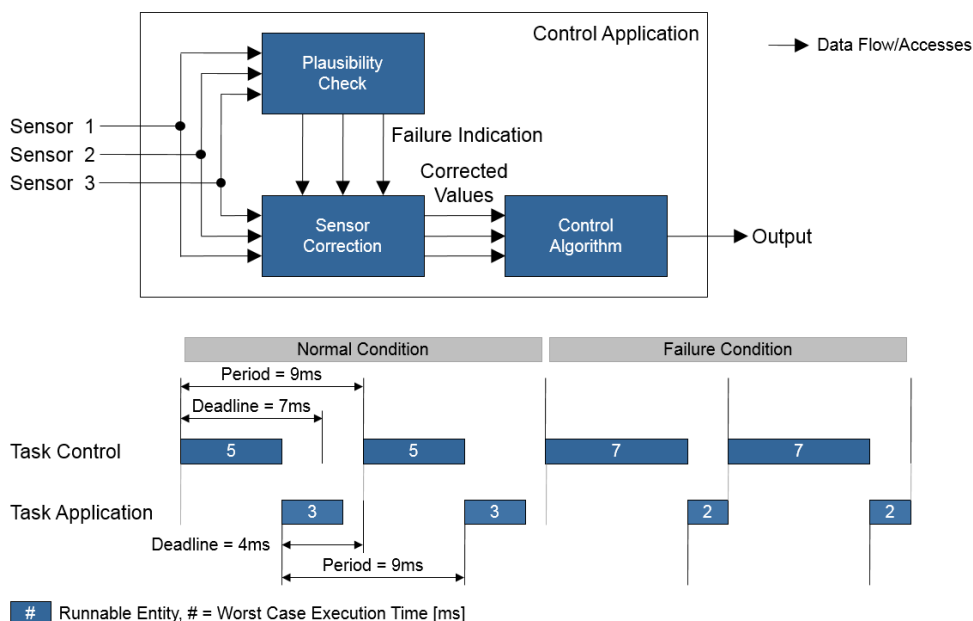 Control Application
Data Flow/Accesses
Plausibility
Check
Sensor 1
Sensor 2
Sensor 3
Failure Indication
Corrected
Values
Sensor
Correction
Control
Algorithm
Output
Normal Condition
Failure Condition
Period = 9ms
Deadline = 7ms
Task Control
5
5
7
7
Task Application
3
3
2
2
Deadline = 4ms
Period = 9ms
# Runnable Entity, # = Worst Case Execution Time [ms]